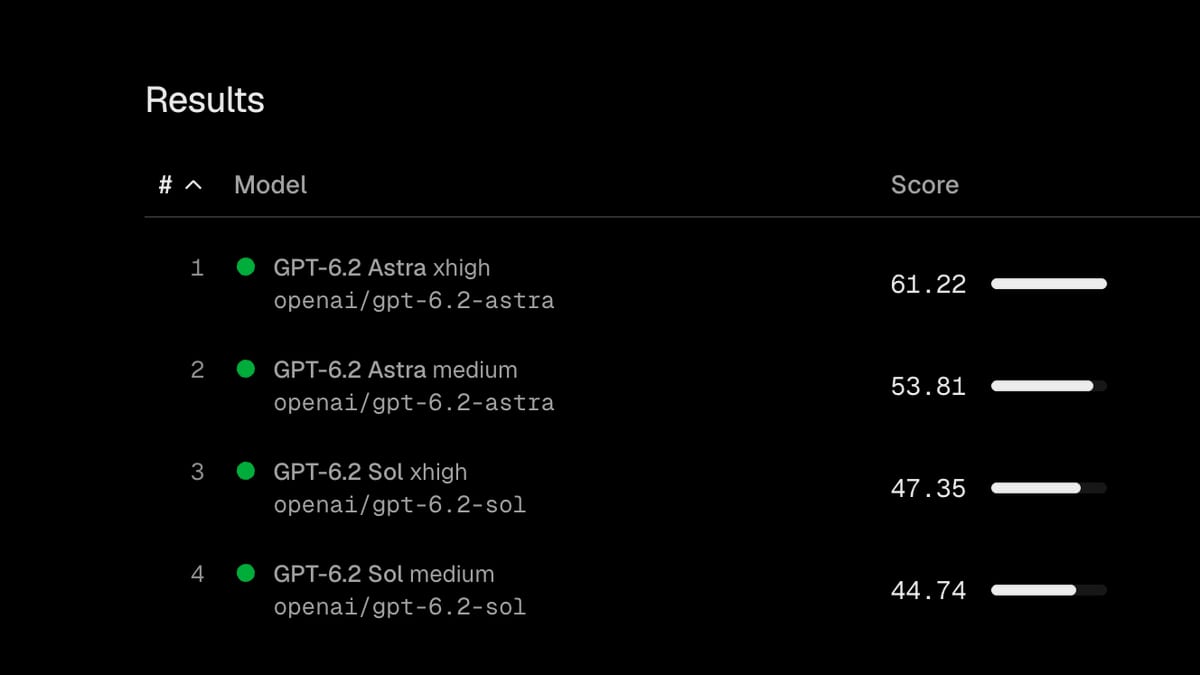 Results
# Model Score
1 GPT-6.2 Astra xhigh
openai/gpt-6.2-astra
61.22
2 GPT-6.2 Astra medium
openai/gpt-6.2-astra
53.81
3 GPT-6.2 Sol xhigh
openai/gpt-6.2-sol
47.35
4 GPT-6.2 Sol medium
openai/gpt-6.2-sol
44.74